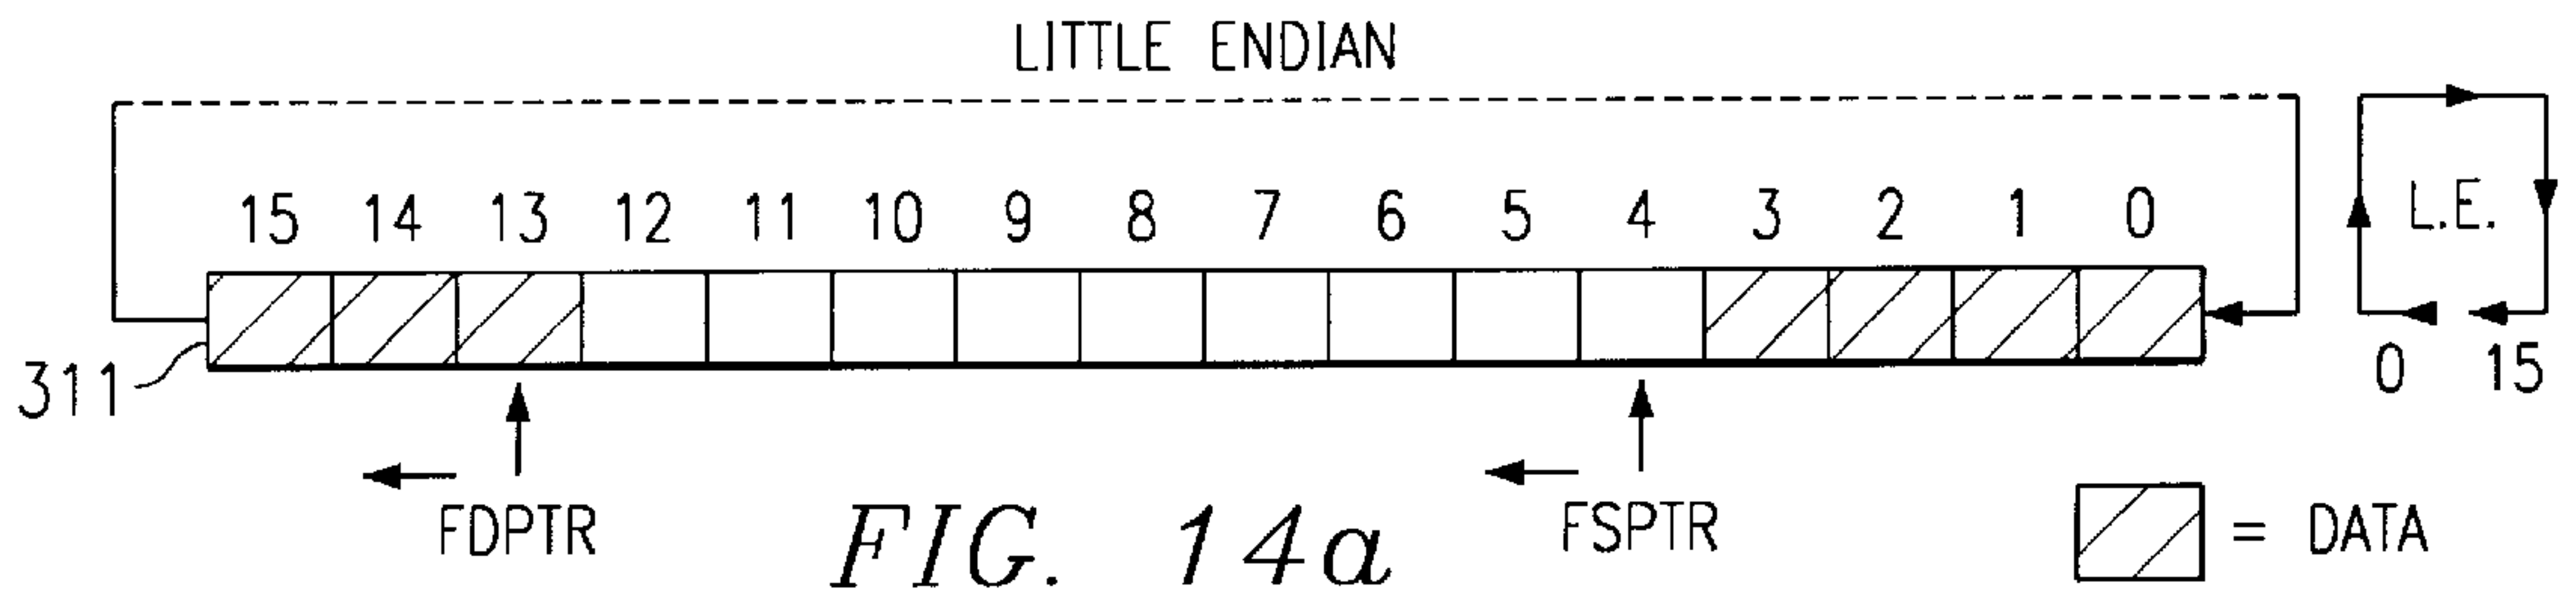 LITTLE ENDIAN
15 14 13 12 11 10 9 8 7 6 5 4 3 2 1 0
L.E.
311
0 15
FDPTR
FSPTR
= DATA
FIG. 14a